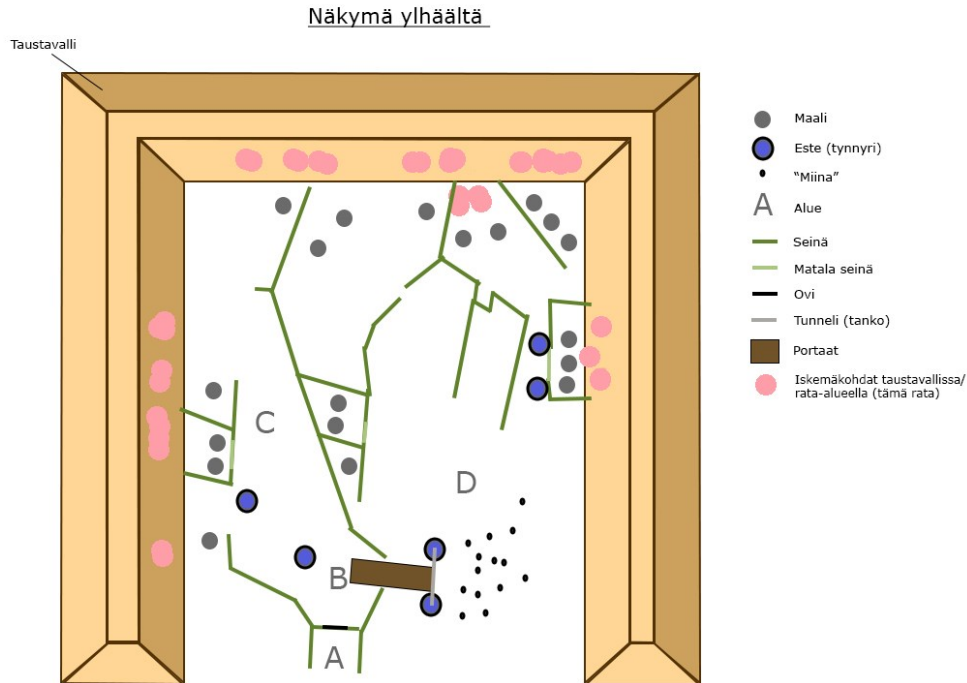 Näkymä ylhäältä
Taustavalli
Maali
Este (tynnyri)
"Miina"
A Alue
Seinä
Matala seinä
Ovi
Tunneli (tanko)
Portaat
Iskemäkohdat taustavallissa/
rata-alueella (tämä rata)
C
D
B
A